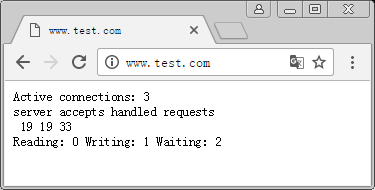 www.test.com
www.test.com
Active connections: 3
server accepts handled requests
 19 19 33
Reading: 0 Writing: 1 Waiting: 2